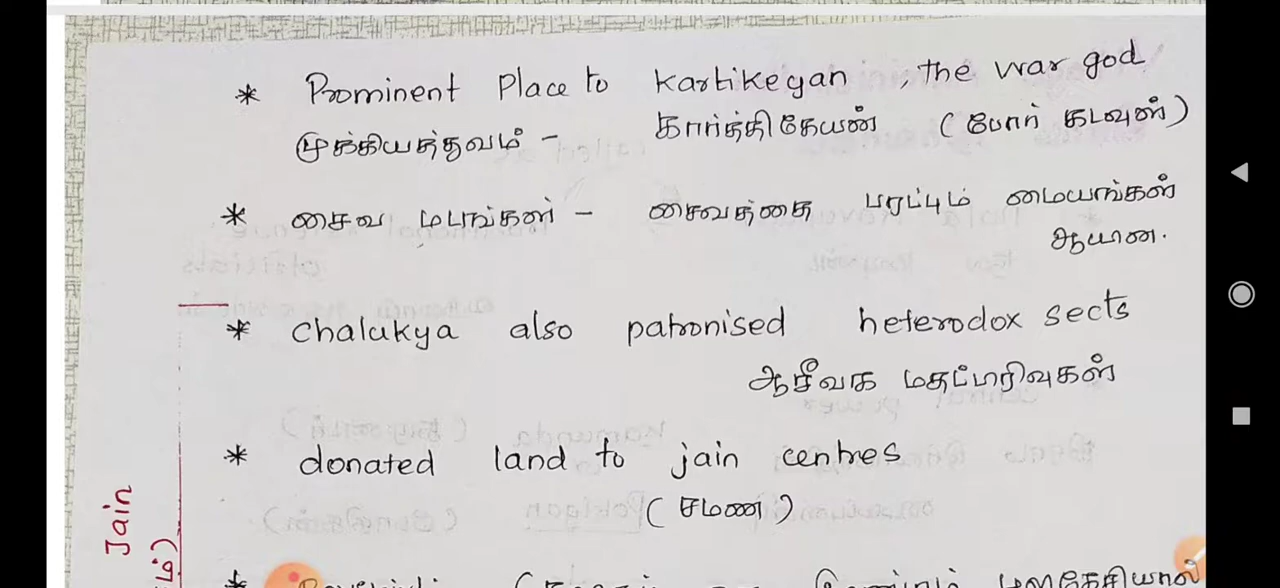 * Prominent Place to Kartikeyan, the war god
முக்கியத்துவம் - கார்த்திகேயன் (போர் கடவுள்)
* சைவ மடங்கள் - சைவத்தை பரப்பும் மையங்கள்
ஆயான.
* Chalukya also patronised heterodox sects
ஆசீவக மதப்பிரிவுகள்
* donated land to jain centres
(சமண)
Jain